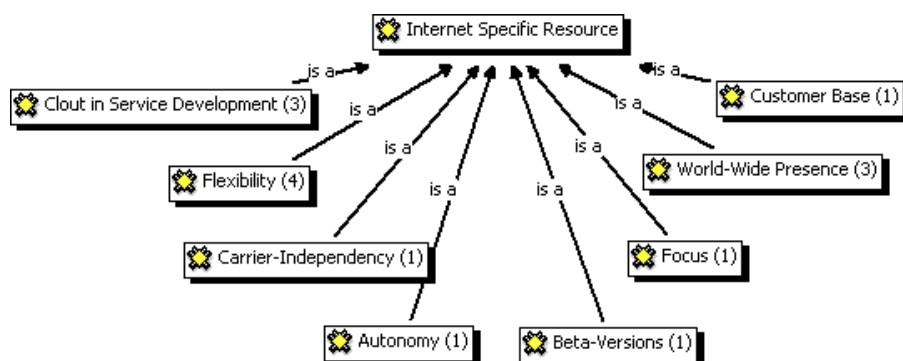 Internet Specific Resource
is a
is a
Clout in Service Development (3)
Customer Base (1)
is a
is a
is a
is a
Flexibility (4)
World-Wide Presence (3)
is a
is a
Carrier-Independency (1)
Focus (1)
Autonomy (1)
Beta-Versions (1)